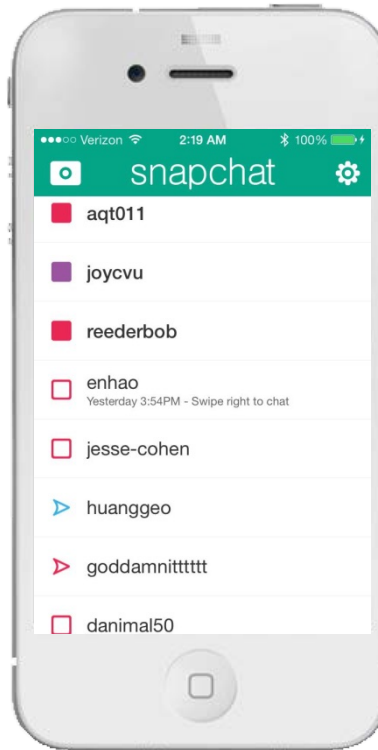 Verizon 2:19 AM 100%
snapchat
aqt011
joycvu
reederbob
enhao
Yesterday 3:54PM - Swipe right to chat
jesse-cohen
huanggeo
goddamnitttttt
danimal50